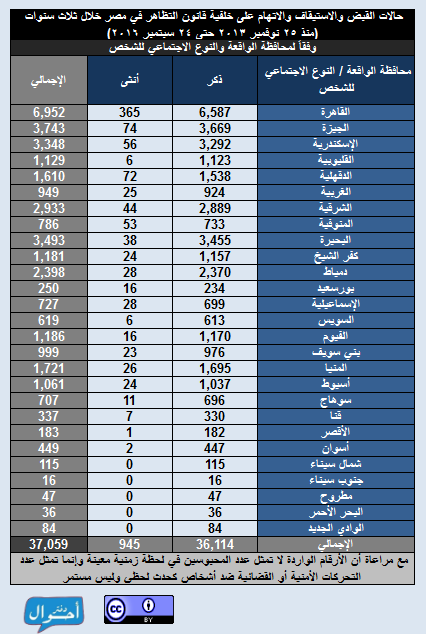 حالات القبض والاستيقاف والاتهام على خلفية قانون التظاهر في مصر خلال ثلاث سنوات
(منذ ٢٥ نوفمبر ٢٠١٣ حتى ٢٤ سبتمبر ٢٠١٦)
وفقاً لمحافظة الواقعة والنوع الاجتماعي للشخص
محافظة الواقعة / النوع الاجتماعي للشخص ذكر أنثى الإجمالي
القاهرة 6,587 365 6,952
الجيزة 3,669 74 3,743
الإسكندرية 3,292 56 3,348
القليوبية 1,123 6 1,129
الدقهلية 1,538 72 1,610
الغربية 924 25 949
الشرقية 2,889 44 2,933
المنوفية 733 53 786
البحيرة 3,455 38 3,493
كفر الشيخ 1,157 24 1,181
دمياط 2,370 28 2,398
بورسعيد 234 16 250
الإسماعيلية 699 28 727
السويس 613 6 619
الفيوم 1,170 16 1,186
بني سويف 976 23 999
المنيا 1,695 26 1,721
أسيوط 1,037 24 1,061
سوهاج 696 11 707
قنا 330 7 337
الأقصر 182 1 183
أسوان 447 2 449
شمال سيناء 115 0 115
جنوب سيناء 16 0 16
مطروح 47 0 47
البحر الأحمر 36 0 36
الوادي الجديد 84 0 84
الإجمالي 36,114 945 37,059
مع مراعاة أن الأرقام الواردة لا تمثل عدد المحبوسين في لحظة زمنية معينة وإنما تمثل عدد
التحركات الأمنية أو القضائية ضد أشخاص كحدث لحظي وليس مستمر
دفتر أحوال
cc BY